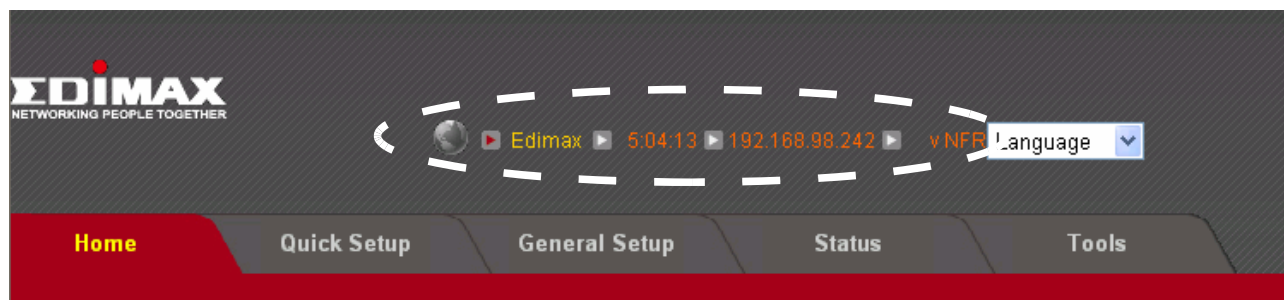 EDIMAX
NETWORKING PEOPLE TOGETHER
Edimax 5:04:13 192.168.98.242 v NFR Language
Home Quick Setup General Setup Status Tools